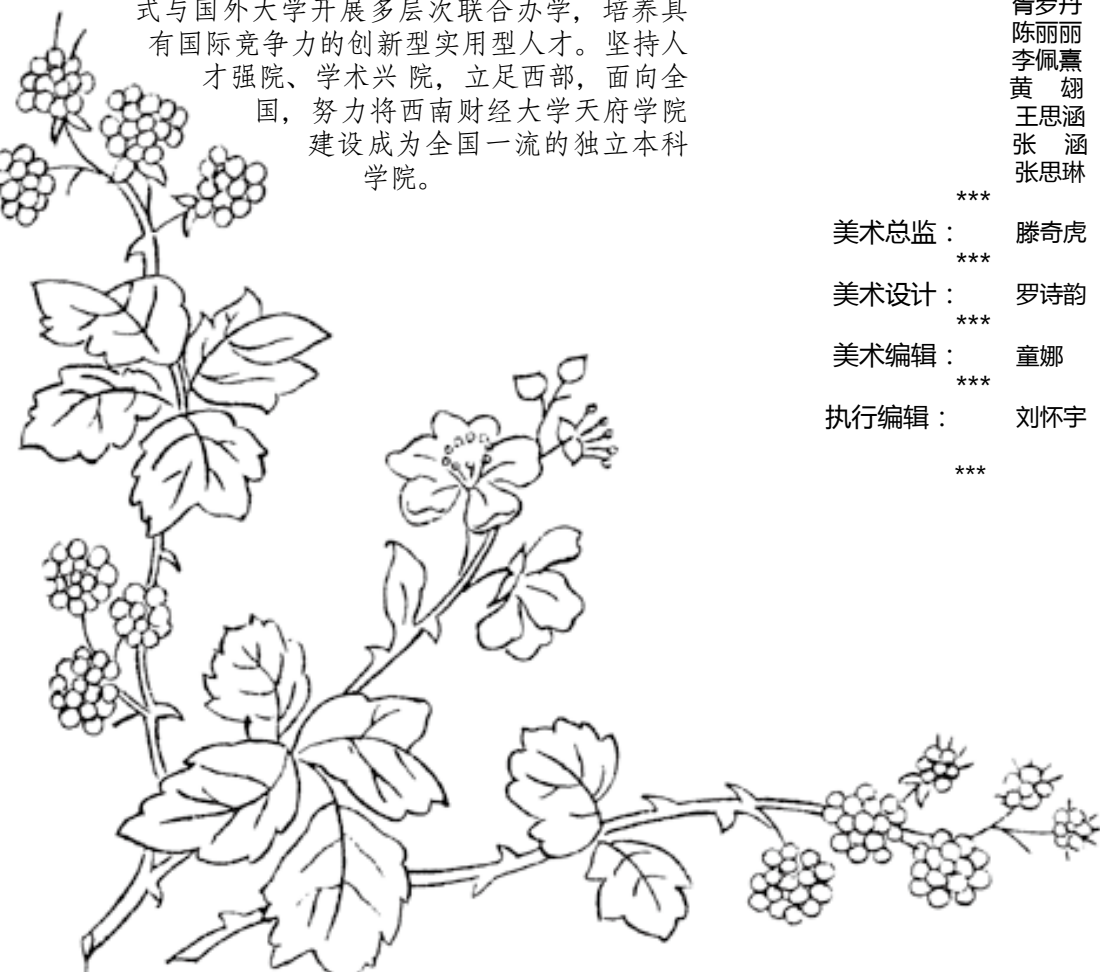 式与国外大学开展多层次联合办学，培养具
有国际竞争力的创新型实用型人才。坚持人
才强院、学术兴 院，立足西部，面向全
国，努力将西南财经大学天府学院
建设成为全国一流的独立本科
学院。
胥梦丹
陈丽丽
李佩熹
黄　翃
王思涵
张　涵
张思琳
***
美术总监： 滕奇虎
***
美术设计： 罗诗韵
***
美术编辑： 童娜
***
执行编辑： 刘怀宇
***